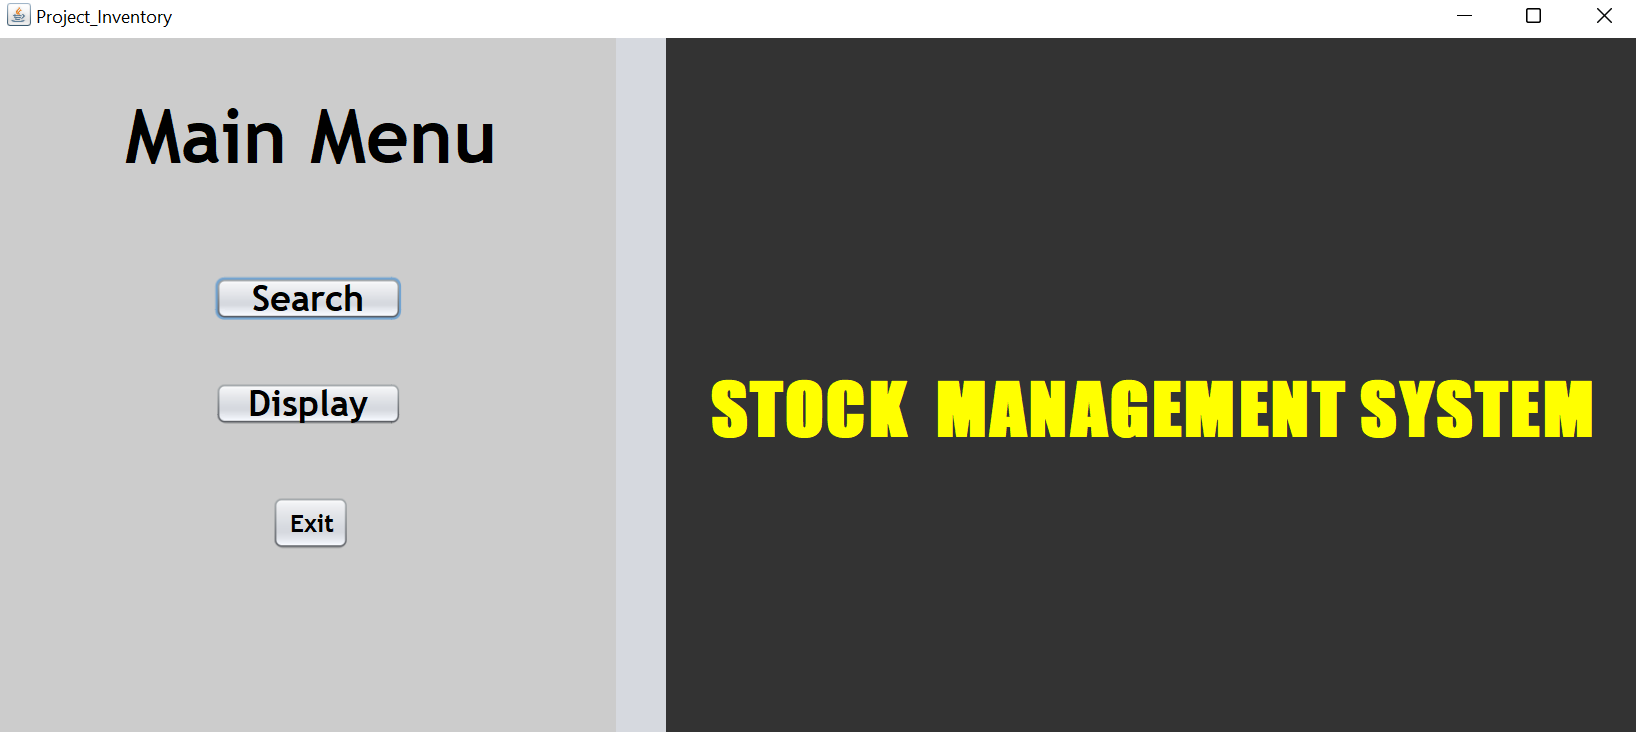 Project_Inventory
Main Menu
Search
Display
Exit
STOCK MANAGEMENT SYSTEM